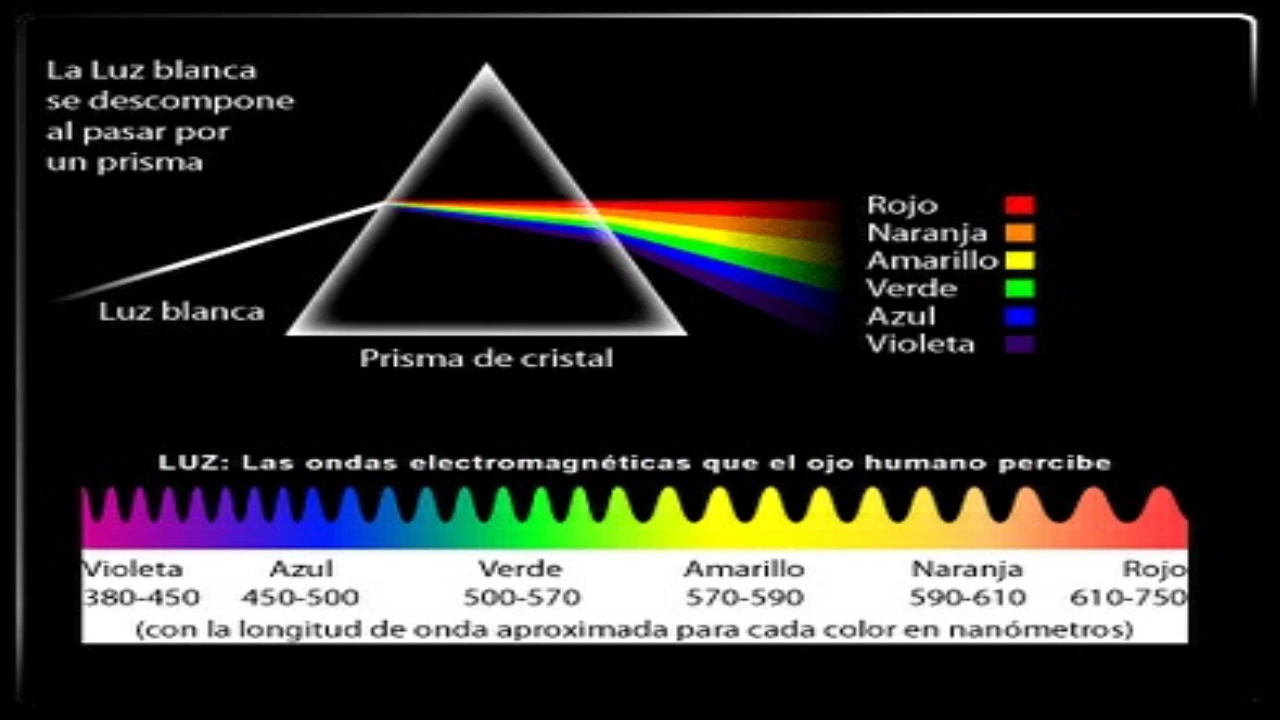 La Luz blanca
se descompone
al pasar por
un prisma
Luz blanca
Prisma de cristal
Rojo
Naranja
Amarillo
Verde
Azul
Violeta
LUZ: Las ondas electromagnéticas que el ojo humano percibe
Violeta Azul Verde Amarillo Naranja Rojo
380-450 450-500 500-570 570-590 590-610 610-750
(con la longitud de onda aproximada para cada color en nanómetros)